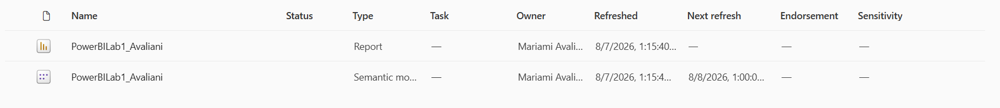 Name Status Type Task Owner Refreshed Next refresh Endorsement Sensitivity
PowerBILab1_Avaliani Report — Mariami Avali... 8/7/2026, 1:15:40... — — —
PowerBILab1_Avaliani Semantic mo... — Mariami Avali... 8/7/2026, 1:15:4... 8/8/2026, 1:00:0... — —